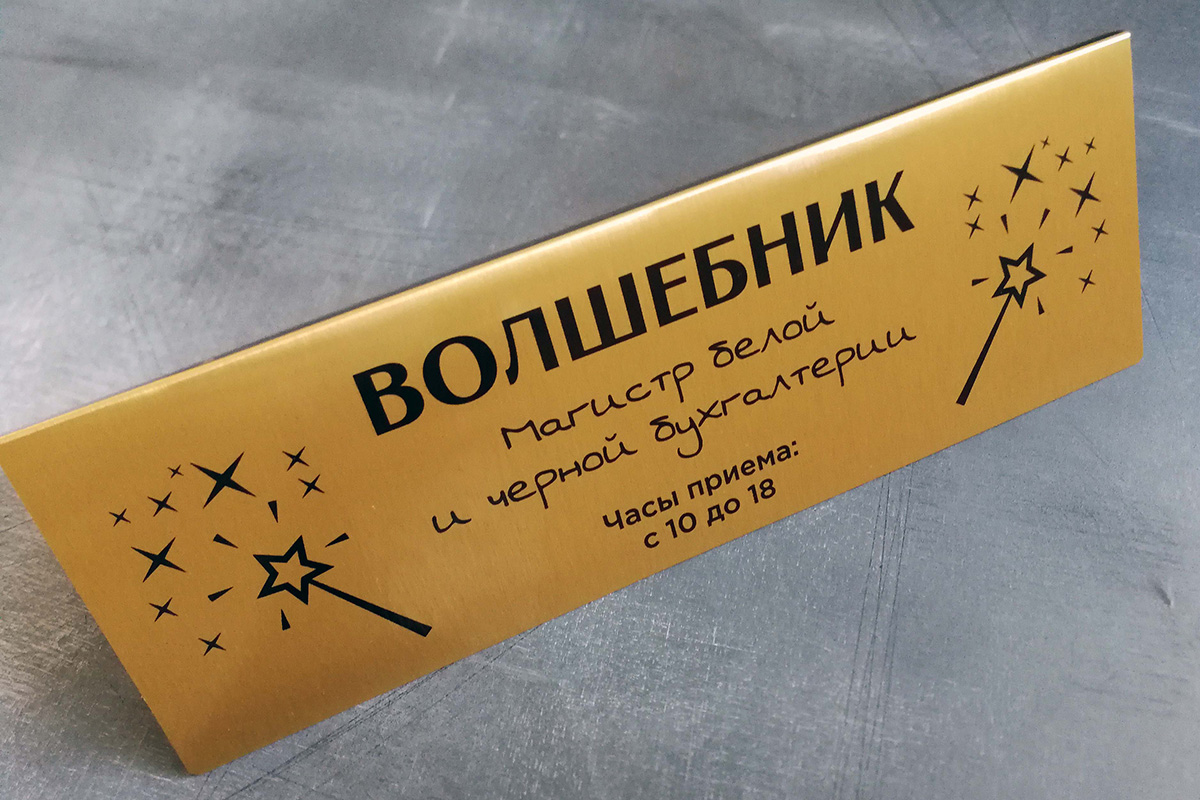 ВОЛШЕБНИК
Магистр белой
и черной бухгалтерии
Часы приема:
с 10 до 18